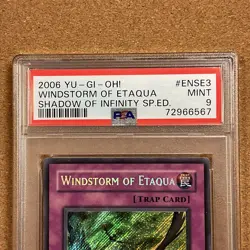 2006 YU-GI-OH! #ENSE3
WINDSTORM OF ETAQUA MINT
SHADOW OF INFINITY SP.ED. 9
PSA 72966567
WINDSTORM OF ETAQUA
[TRAP CARD]